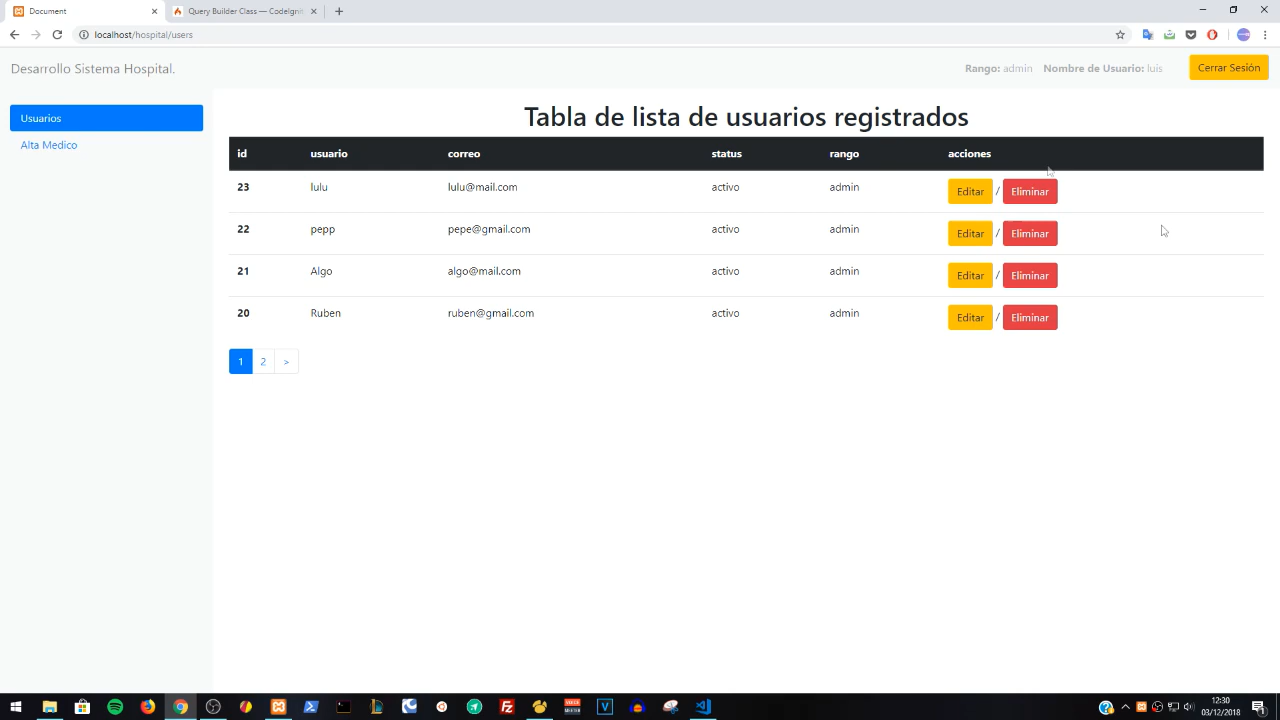 Document
Query Builder Class — CodeIgnit
localhost/hospital/users
Desarrollo Sistema Hospital.
Rango: admin Nombre de Usuario: luis
Cerrar Sesión
Usuarios
Alta Medico
Tabla de lista de usuarios registrados
id usuario correo status rango acciones
23 lulu lulu@mail.com activo admin Editar / Eliminar
22 pepp pepe@gmail.com activo admin Editar / Eliminar
21 Algo algo@mail.com activo admin Editar / Eliminar
20 Ruben ruben@gmail.com activo admin Editar / Eliminar
1 2 >
12:30
03/12/2018